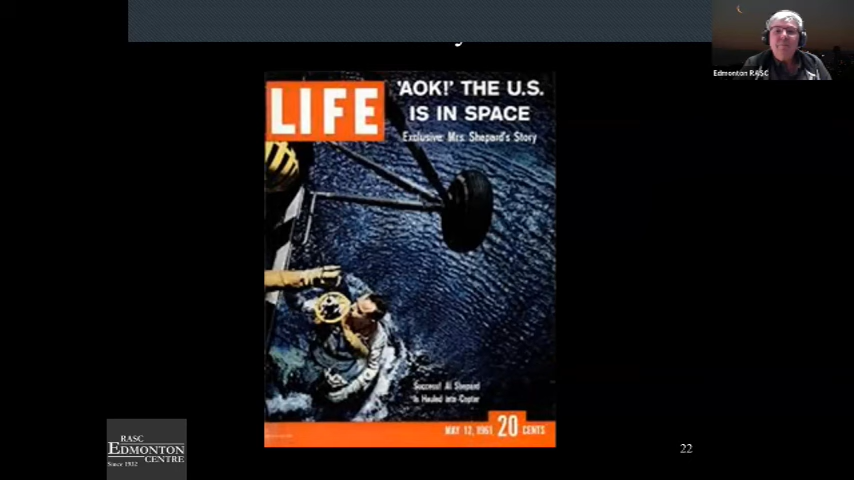 Edmonton RASC
LIFE
'AOK!' THE U.S.
IS IN SPACE
Exclusive: Mrs. Shepard's Story
Success! Al Shepard
Is Hauled into Copter
MAY 12, 1961 20 CENTS
RASC
EDMONTON
CENTRE
Since 1932
22